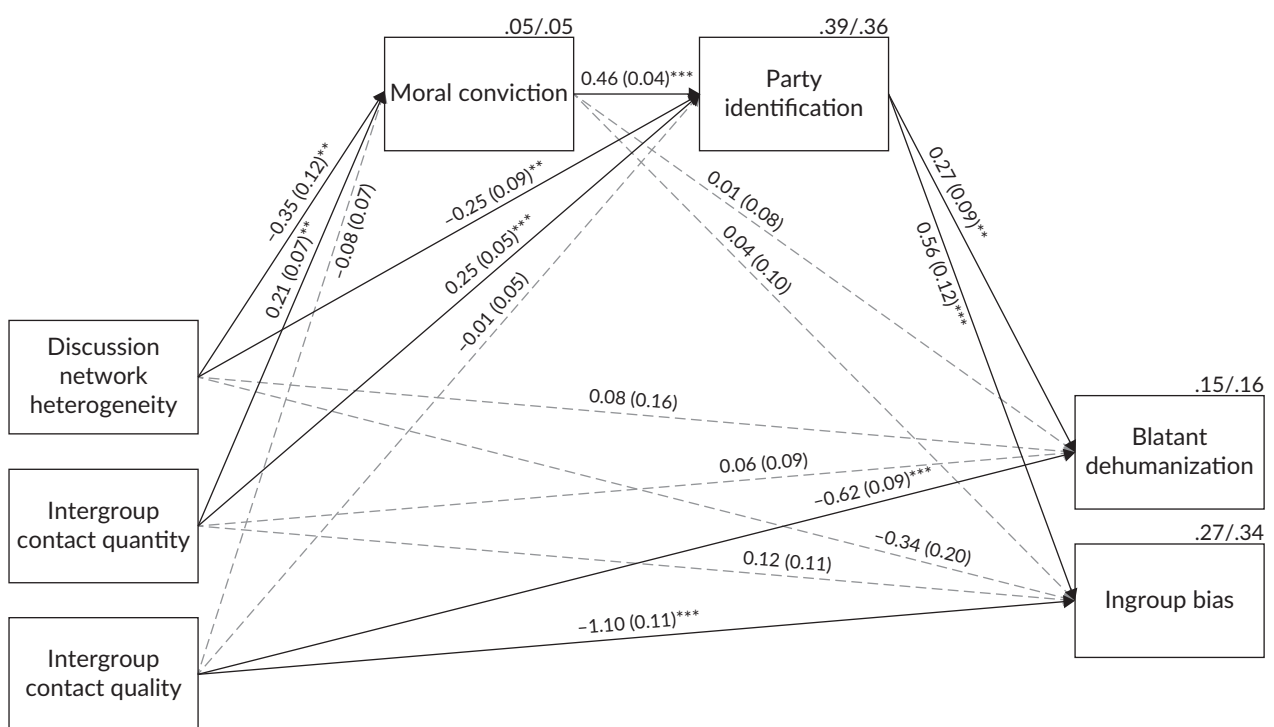 .05/.05
.39/.36
Moral conviction
0.46 (0.04)***
Party
identification
–0.35 (0.12)**
0.21 (0.07)**
–0.08 (0.07)
–0.25 (0.09)**
0.25 (0.05)***
–0.01 (0.05)
0.01 (0.08)
0.04 (0.10)
0.27 (0.09)**
0.56 (0.12)***
Discussion
network
heterogeneity
0.08 (0.16)
.15/.16
Blatant
dehumanization
0.06 (0.09)
–0.62 (0.09)***
Intergroup
contact quantity
–0.34 (0.20)
0.12 (0.11)
.27/.34
Ingroup bias
–1.10 (0.11)***
Intergroup
contact quality